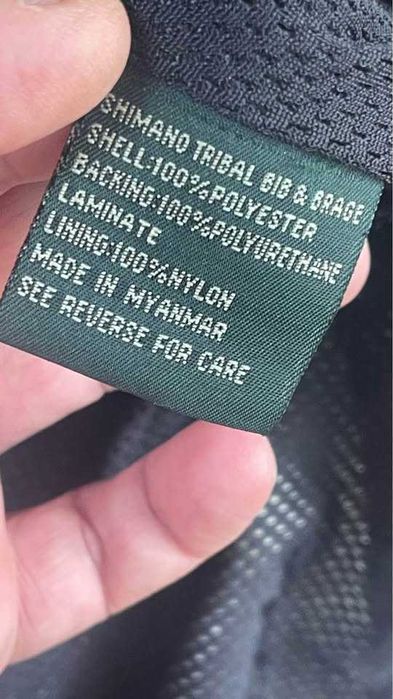 SHIMANO TRIBAL BIB & BRAGE
SHELL:100%POLYESTER
BACKING:100%POLYURETHANE
LAMINATE
LINING:100%NYLON
MADE IN MYANMAR
SEE REVERSE FOR CARE